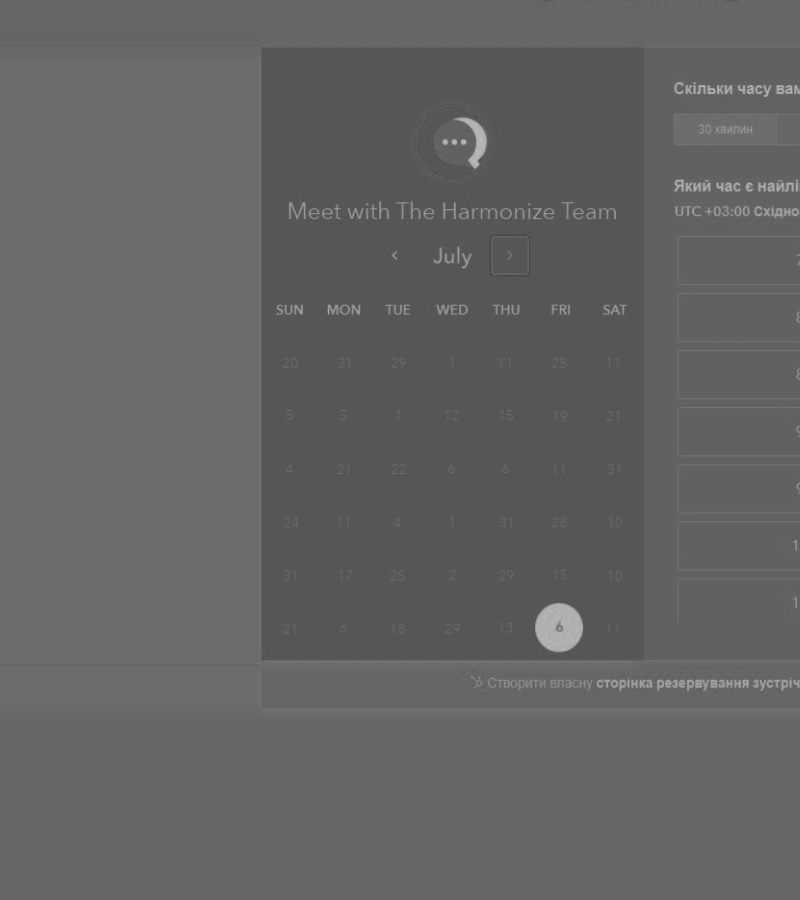 Meet with The Harmonize Team
July
SUN MON TUE WED THU FRI SAT
20 31 29 1 11 25 11
5 5 1 12 15 19 21
4 21 22 6 6 11 31
24 11 4 1 31 28 10
31 17 25 2 29 15 10
21 6 18 29 13 6 11
Скільки часу вам
30 хвилин
Який час є найлі
UTC +03:00 Східно
Створити власну сторінка резервування зустріч